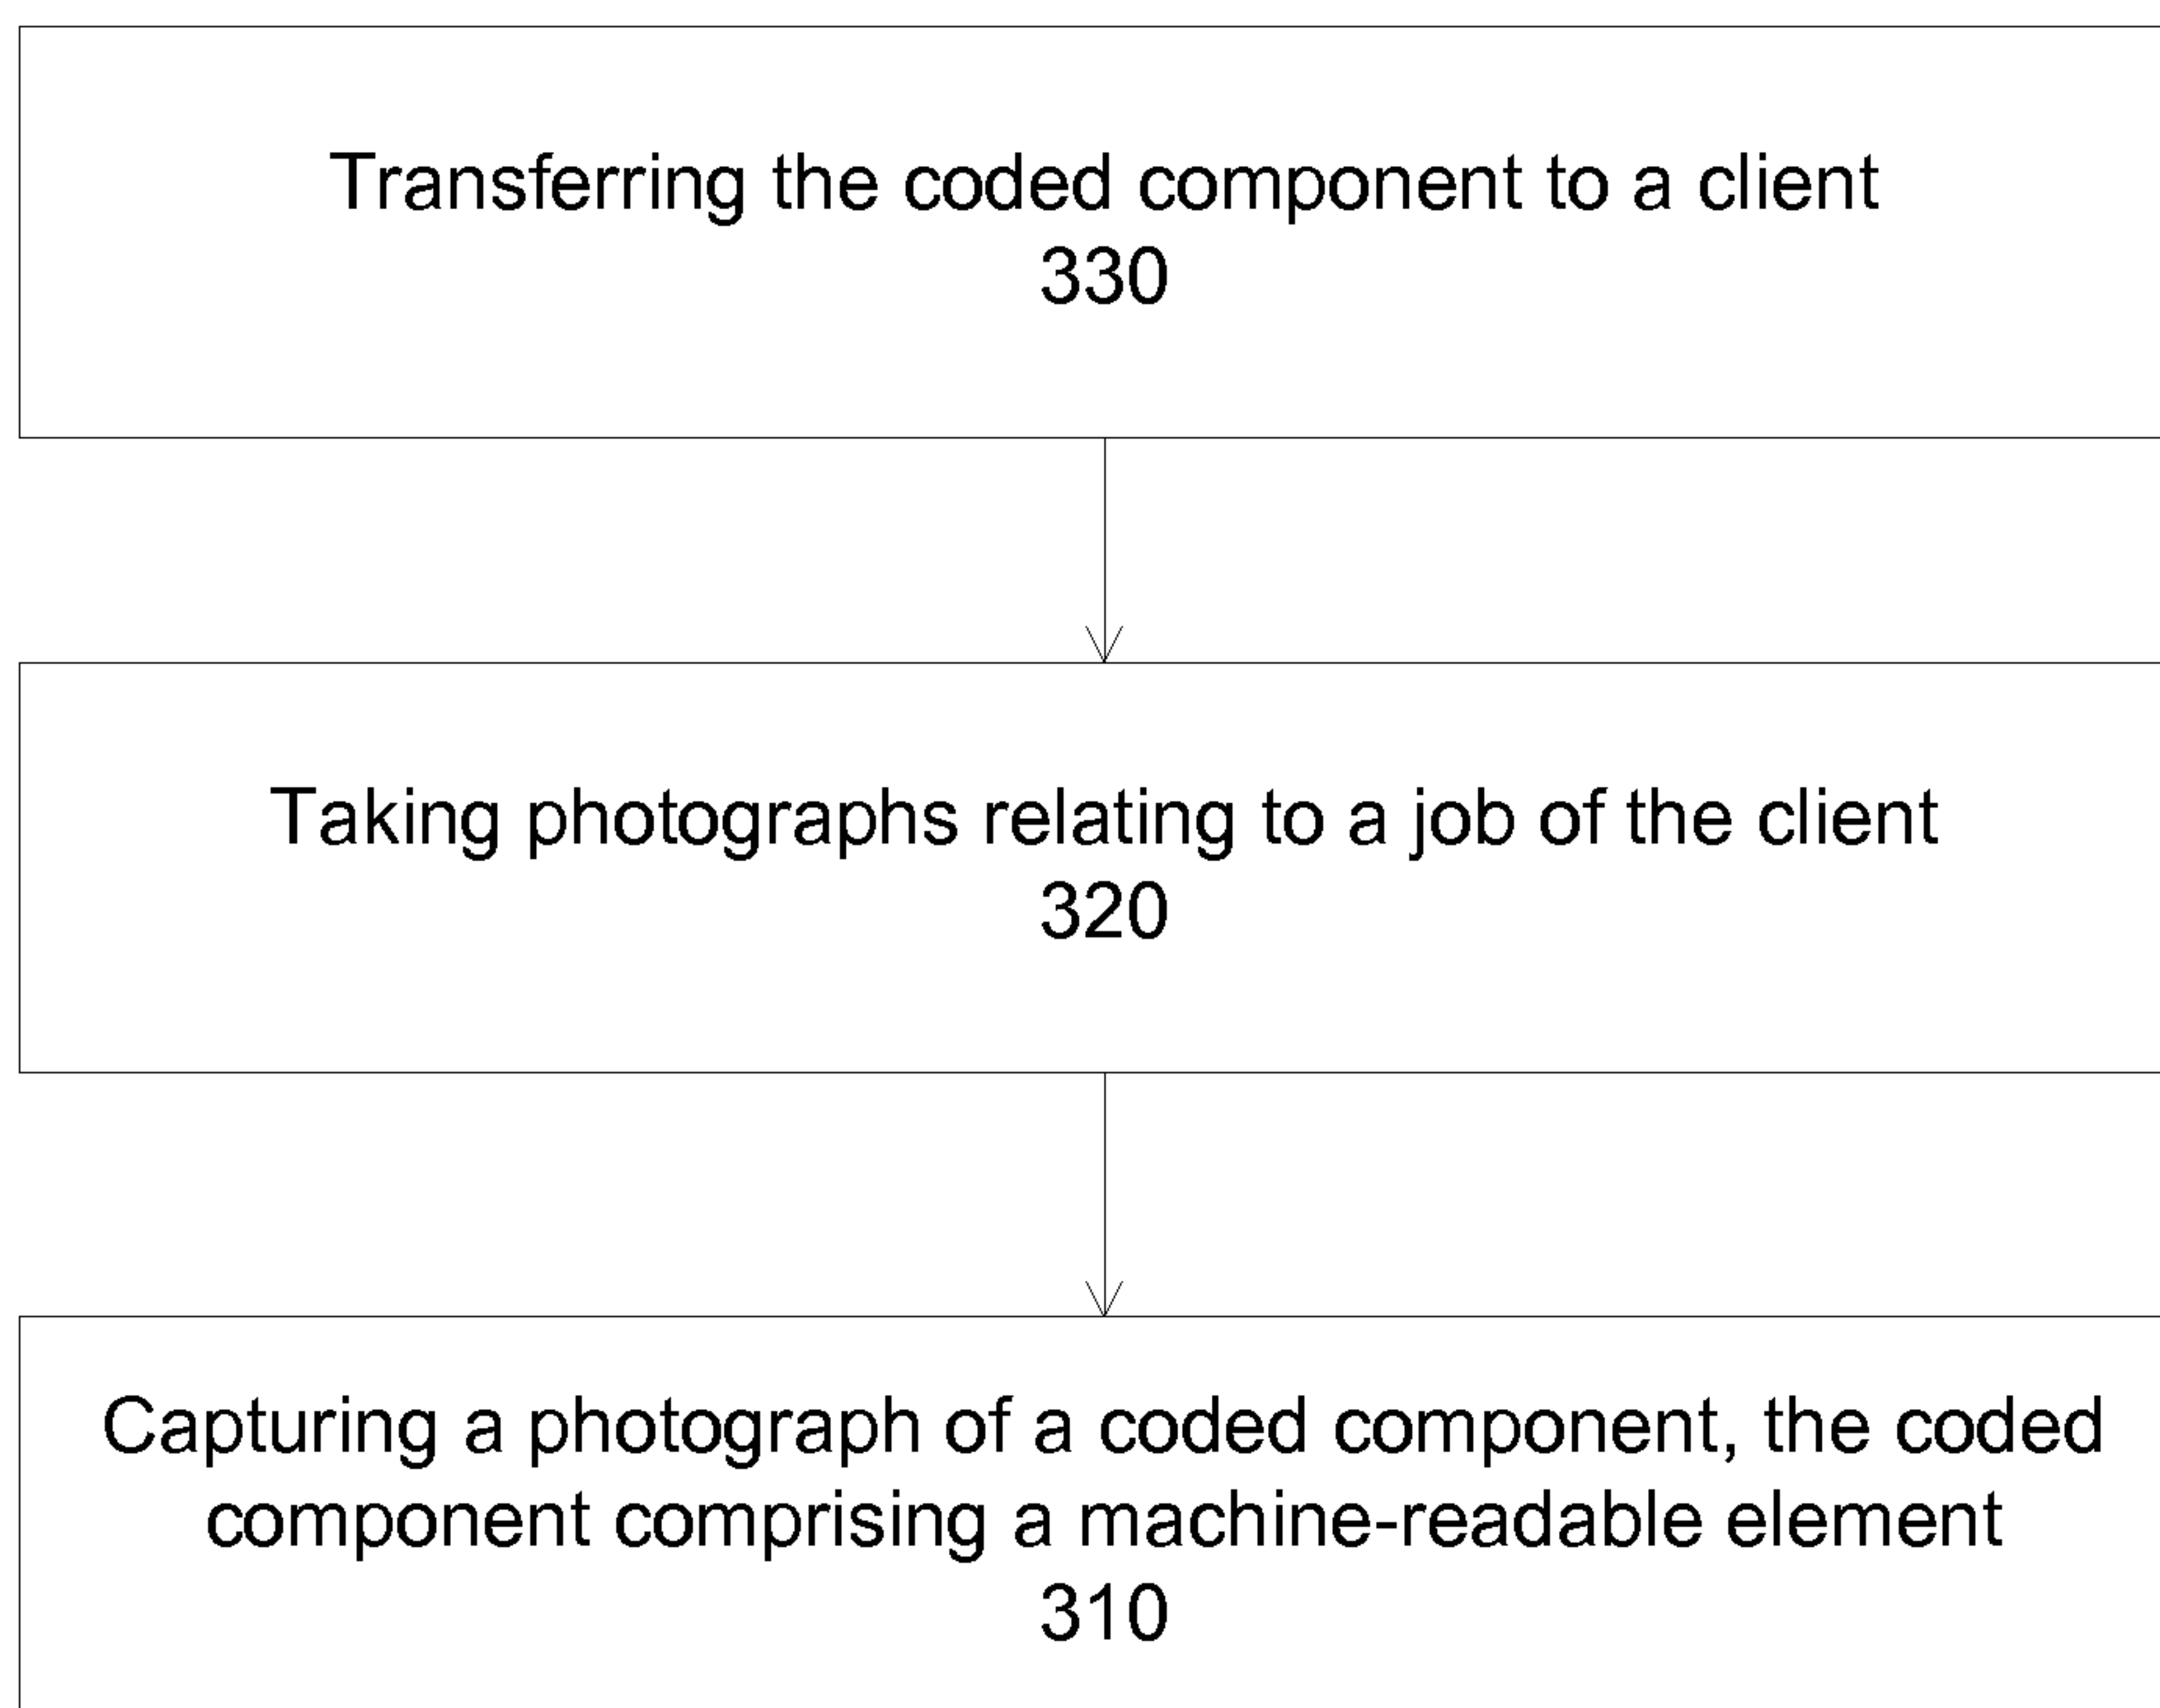 Transferring the coded component to a client
330
Taking photographs relating to a job of the client
320
Capturing a photograph of a coded component, the coded
component comprising a machine-readable element
310